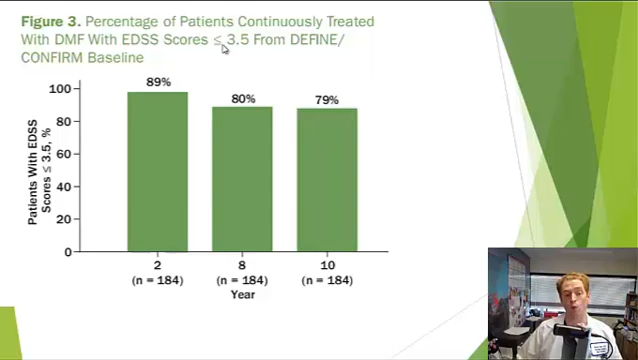 Figure 3. Percentage of Patients Continuously Treated
With DMF With EDSS Scores ≤ 3.5 From DEFINE/
CONFIRM Baseline
Patients With EDSS
Scores ≤ 3.5, %
100
80
60
40
20
0
89%
80%
79%
2
8
10
(n = 184)
(n = 184)
(n = 184)
Year